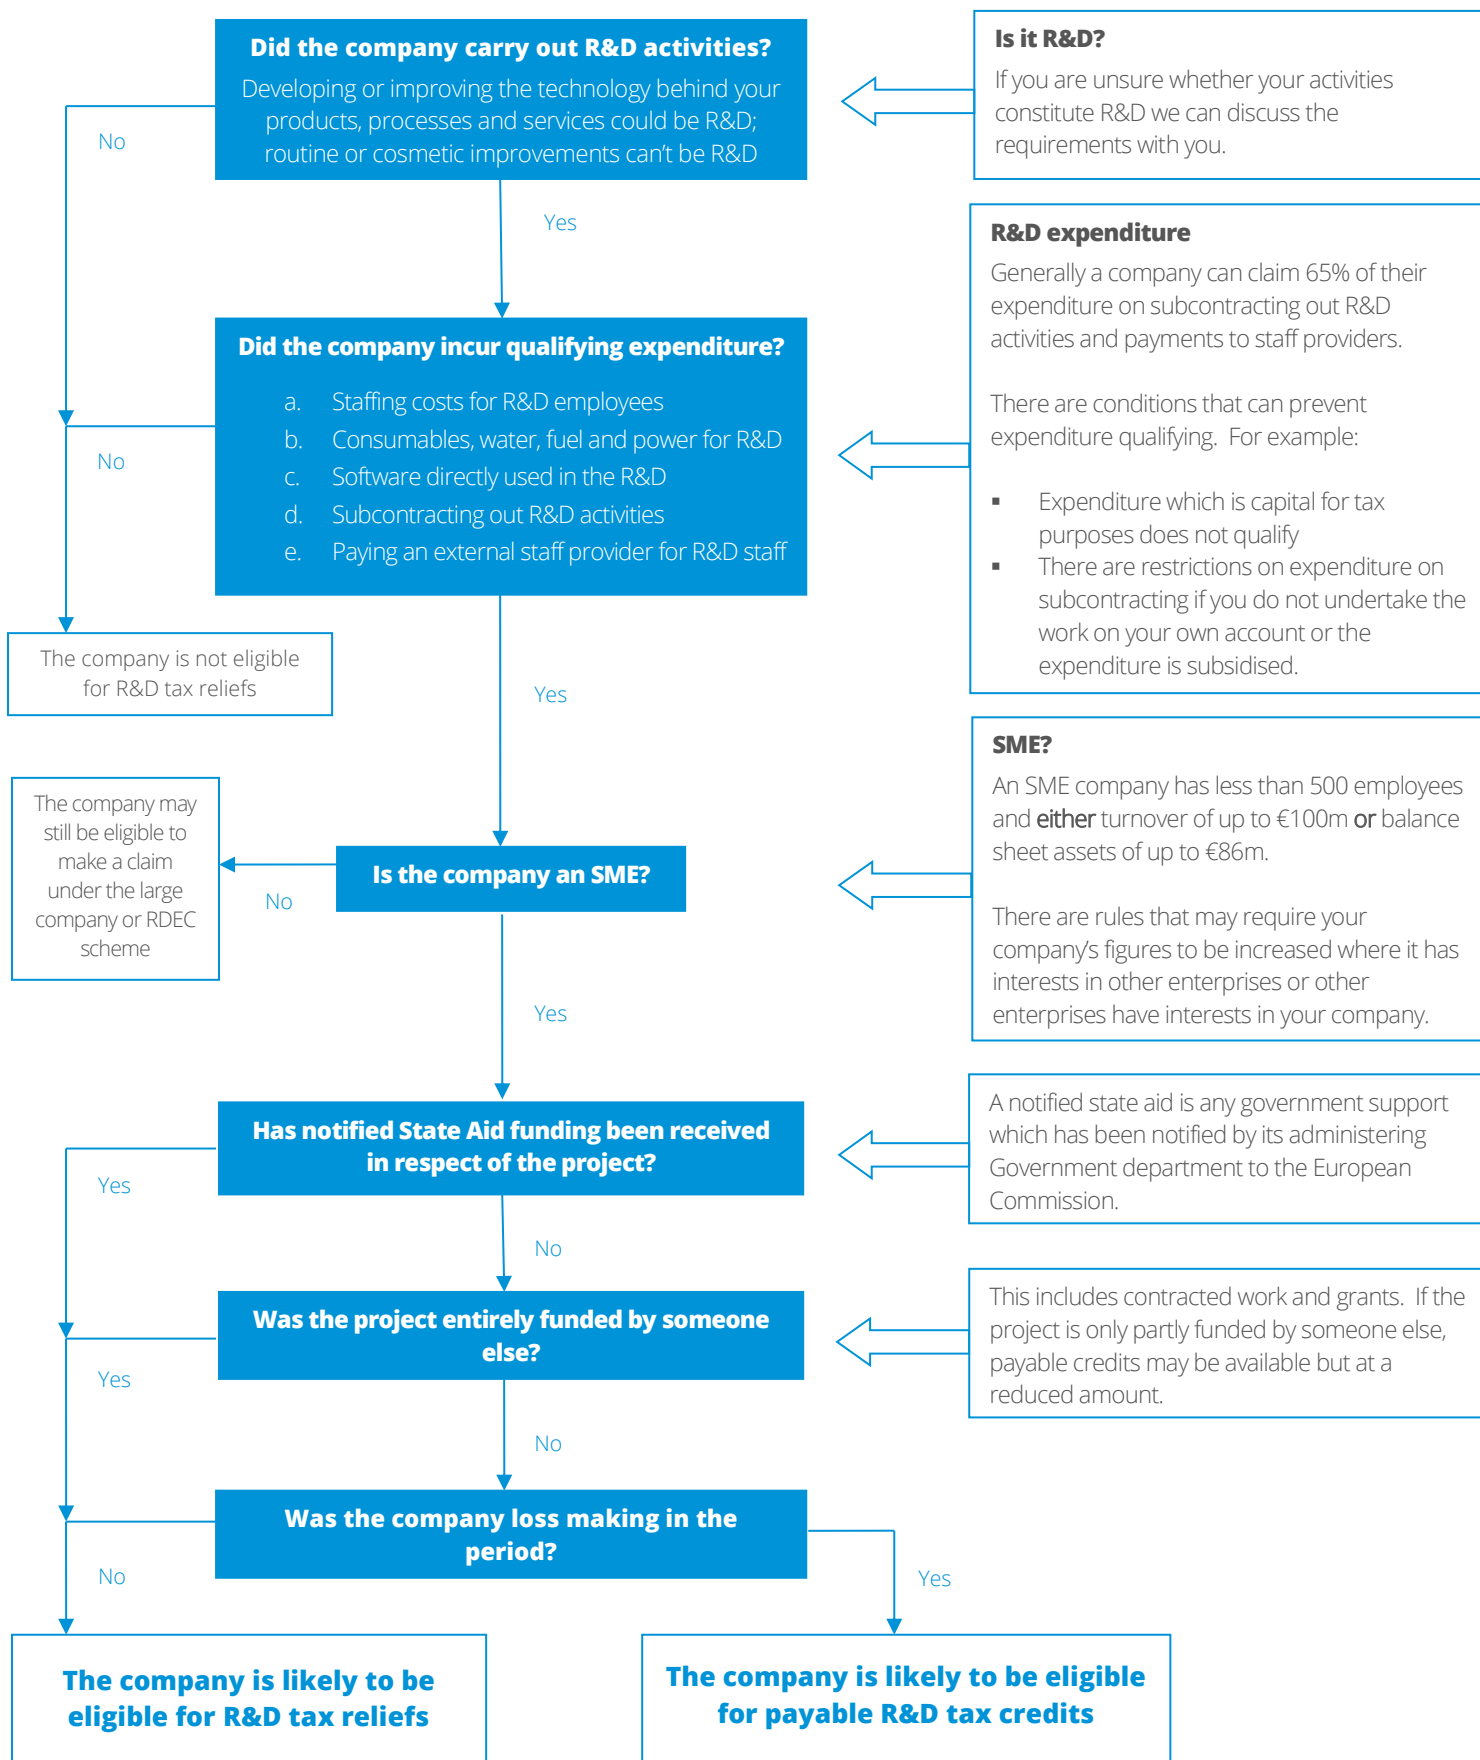 Did the company carry out R&D activities?
Developing or improving the technology behind your
products, processes and services could be R&D;
routine or cosmetic improvements can't be R&D
Is it R&D?
If you are unsure whether your activities
constitute R&D we can discuss the
requirements with you.
No
Yes
R&D expenditure
Generally a company can claim 65% of their
expenditure on subcontracting out R&D
activities and payments to staff providers.
There are conditions that can prevent
expenditure qualifying.  For example:
▪ Expenditure which is capital for tax
purposes does not qualify
▪ There are restrictions on expenditure on
subcontracting if you do not undertake the
work on your own account or the
expenditure is subsidised.
Did the company incur qualifying expenditure?
a. Staffing costs for R&D employees
b. Consumables, water, fuel and power for R&D
c. Software directly used in the R&D
d. Subcontracting out R&D activities
e. Paying an external staff provider for R&D staff
No
The company is not eligible
for R&D tax reliefs
Yes
SME?
An SME company has less than 500 employees
and either turnover of up to €100m or balance
sheet assets of up to €86m.
There are rules that may require your
company's figures to be increased where it has
interests in other enterprises or other
enterprises have interests in your company.
The company may
still be eligible to
make a claim
under the large
company or RDEC
scheme
No
Is the company an SME?
Yes
Has notified State Aid funding been received
in respect of the project?
A notified state aid is any government support
which has been notified by its administering
Government department to the European
Commission.
Yes
No
Was the project entirely funded by someone
else?
This includes contracted work and grants.  If the
project is only partly funded by someone else,
payable credits may be available but at a
reduced amount.
Yes
No
Was the company loss making in the
period?
No
Yes
The company is likely to be
eligible for R&D tax reliefs
The company is likely to be eligible
for payable R&D tax credits